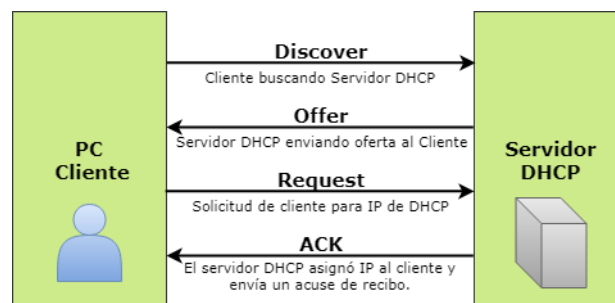 Discover
Cliente buscando Servidor DHCP
Offer
Servidor DHCP enviando oferta al Cliente
PC
Cliente
Servidor
DHCP
Request
Solicitud de cliente para IP de DHCP
ACK
El servidor DHCP asignó IP al cliente y
envía un acuse de recibo.